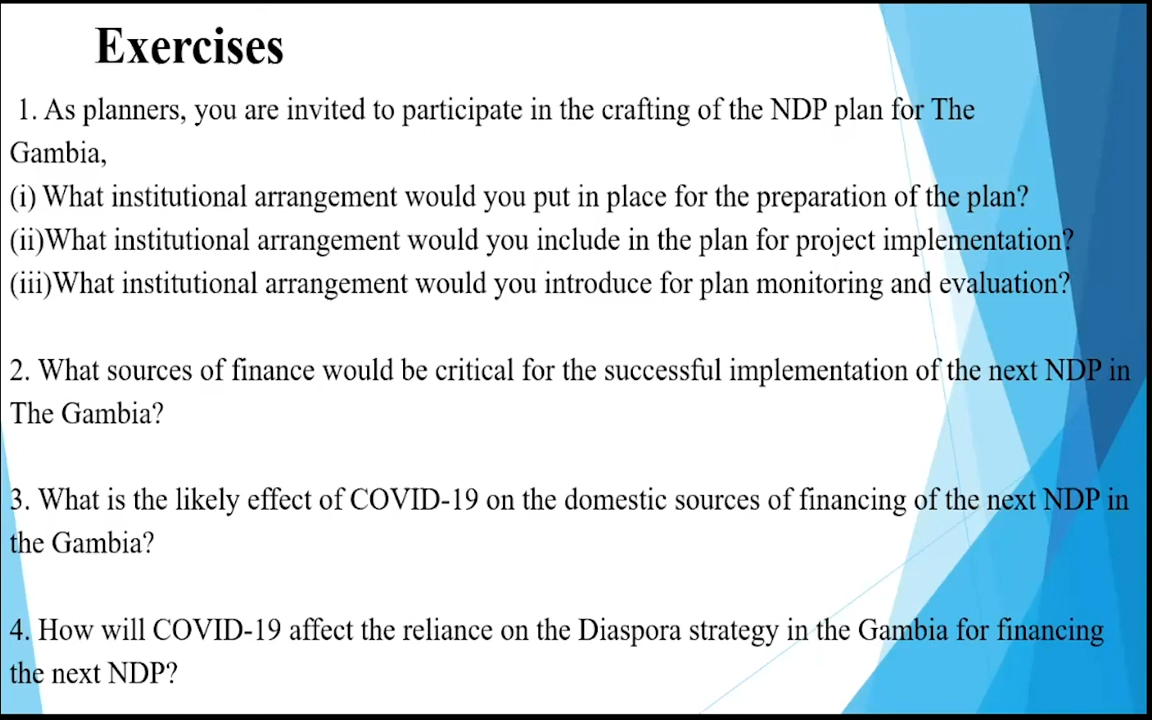 Exercises
1. As planners, you are invited to participate in the crafting of the NDP plan for The
Gambia,
(i) What institutional arrangement would you put in place for the preparation of the plan?
(ii)What institutional arrangement would you include in the plan for project implementation?
(iii)What institutional arrangement would you introduce for plan monitoring and evaluation?
2. What sources of finance would be critical for the successful implementation of the next NDP in
The Gambia?
3. What is the likely effect of COVID-19 on the domestic sources of financing of the next NDP in
the Gambia?
4. How will COVID-19 affect the reliance on the Diaspora strategy in the Gambia for financing
the next NDP?